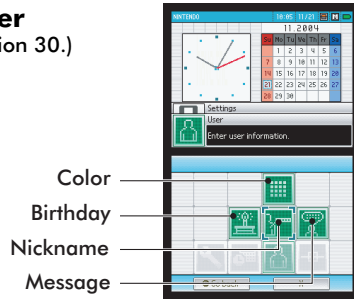 er
ion 30.)
NINTENDO 10:05 11/21
11.2004
Su Mo Tu We Th Fr Sa
1 2 3 4 5 6
7 8 9 10 11 12 13
14 15 16 17 18 19 20
21 22 23 24 25 26 27
28 29 30
Settings
User
Enter user information.
Color
Birthday
Nickname
Message
Go back